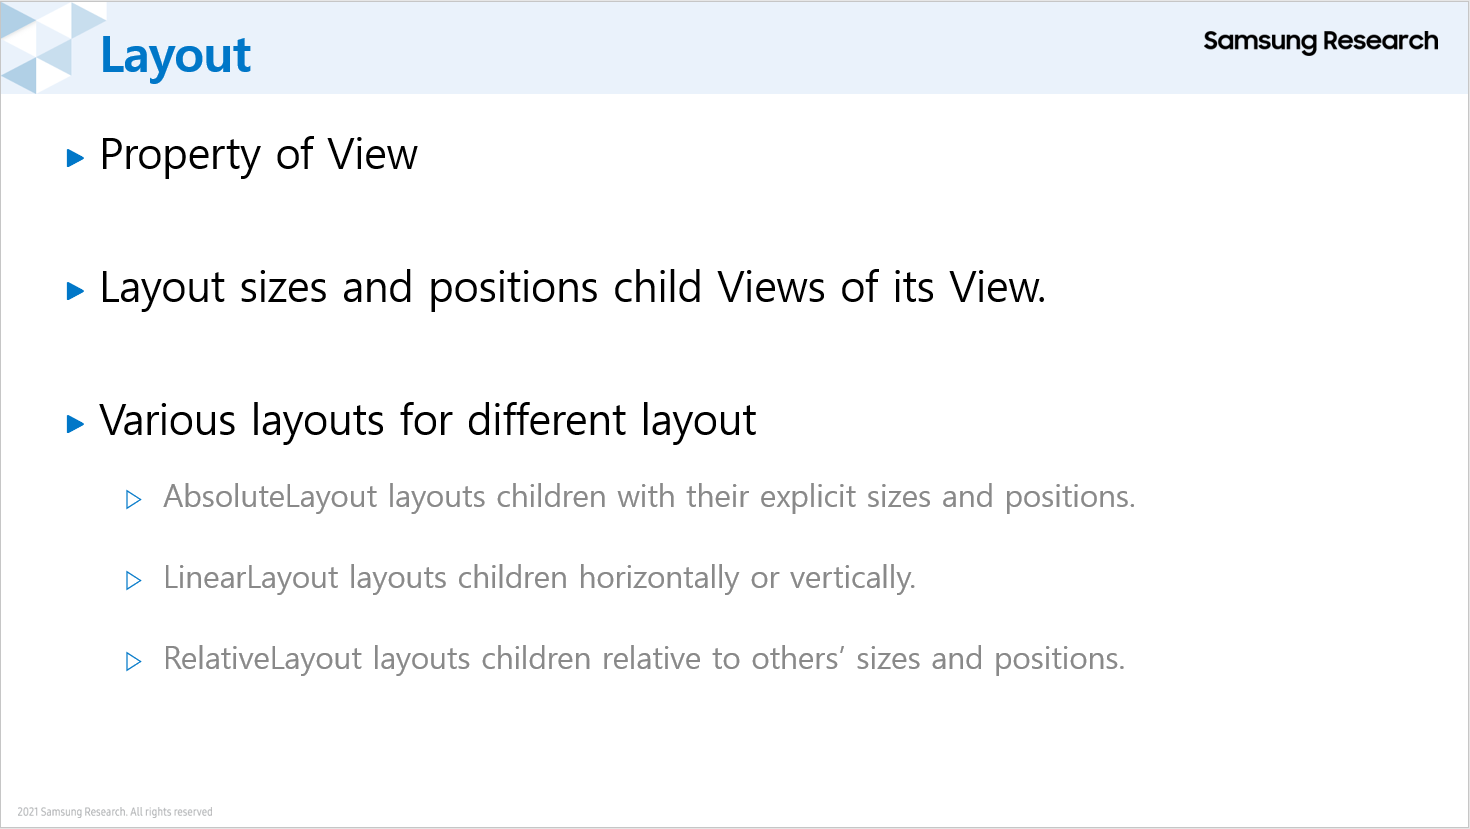 Layout
Samsung Research
Property of View
Layout sizes and positions child Views of its View.
Various layouts for different layout
AbsoluteLayout layouts children with their explicit sizes and positions.
LinearLayout layouts children horizontally or vertically.
RelativeLayout layouts children relative to others’ sizes and positions.
2021 Samsung Research. All rights reserved